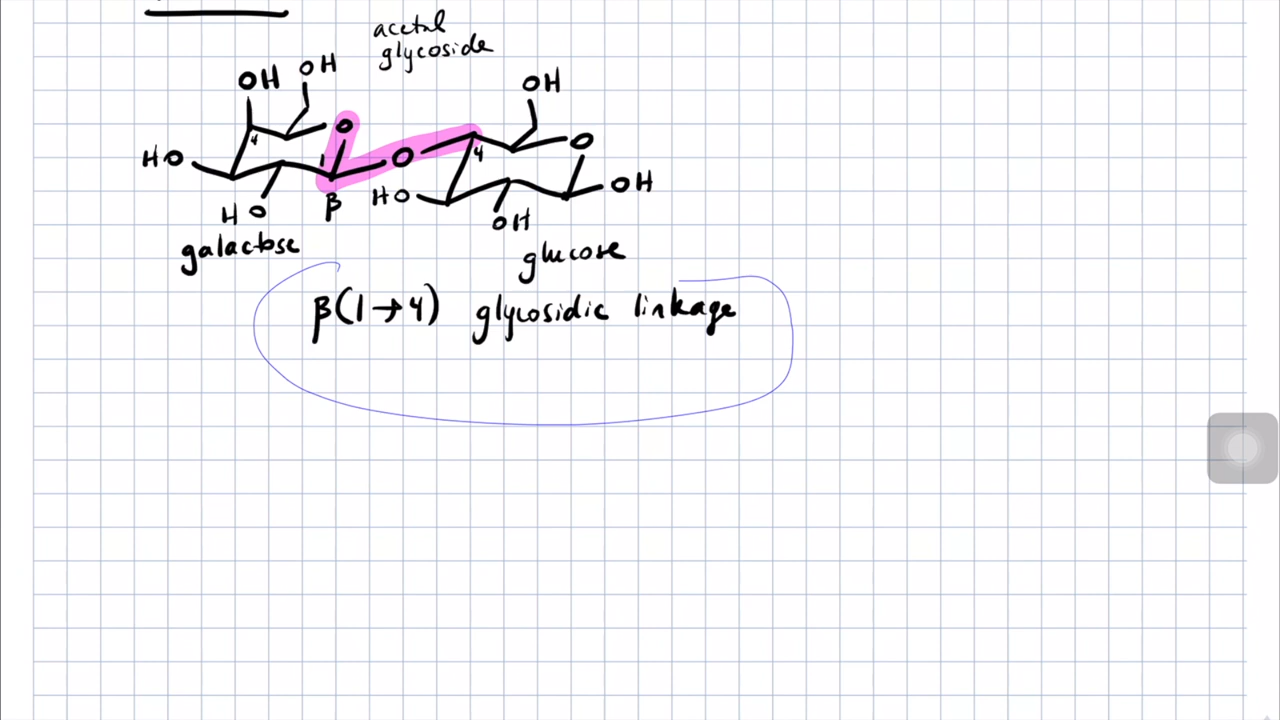 acetal
glycoside
OH OH
O
4
1
HO
O
HO
β
galactose
OH
O
4
HO
OH
OH
glucose
β(1→4) glycosidic linkage